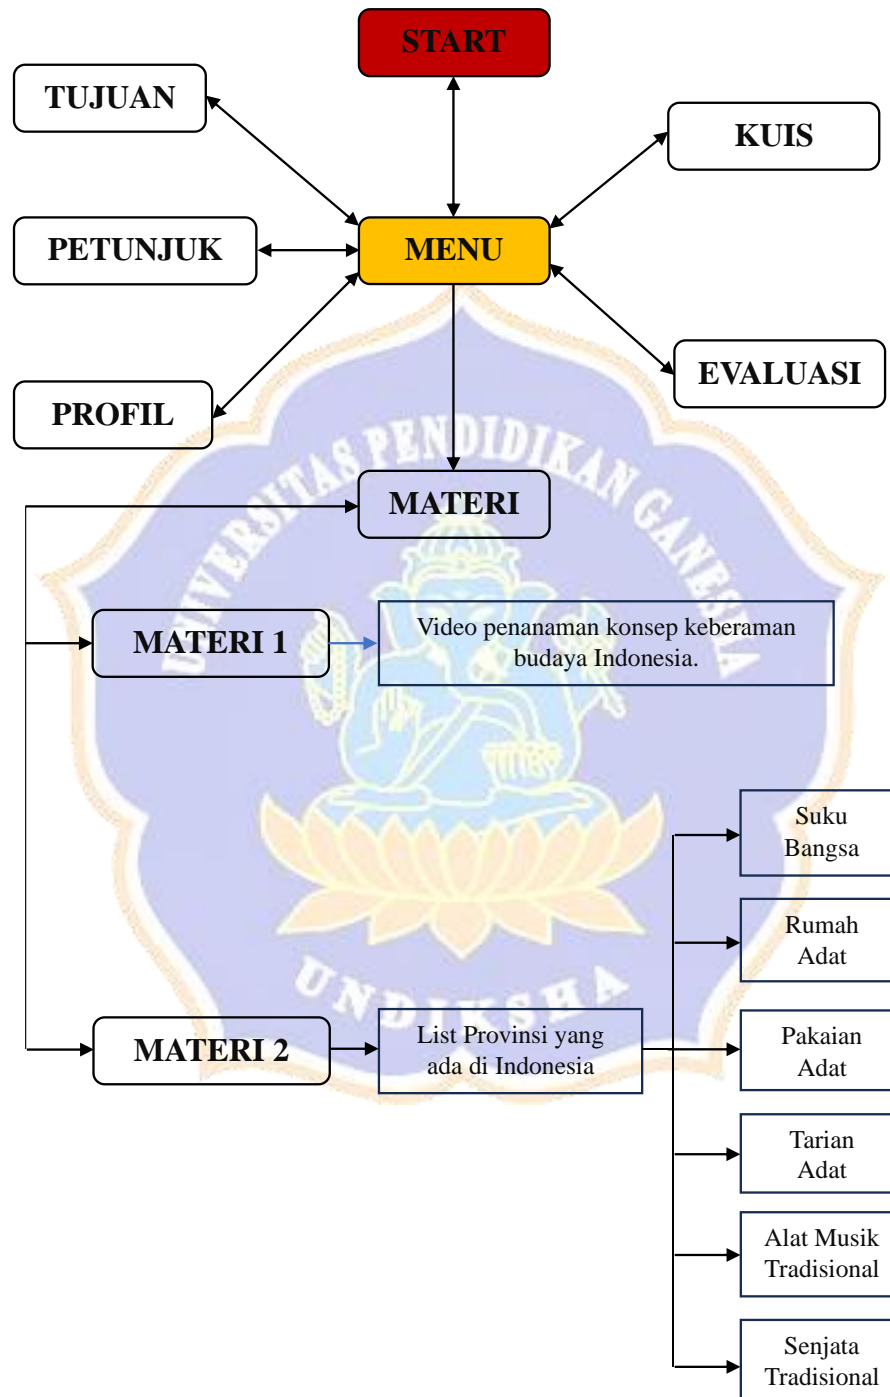 START
TUJUAN
KUIS
PETUNJUK
MENU
EVALUASI
PROFIL
MATERI
UNIVERSITAS PENDIDIKAN GANESHA
MATERI 1
Video penanaman konsep keberaman
budaya Indonesia.
Suku
Bangsa
Rumah
Adat
UNDIKSHA
MATERI 2
List Provinsi yang
ada di Indonesia
Pakaian
Adat
Tarian
Adat
Alat Musik
Tradisional
Senjata
Tradisional